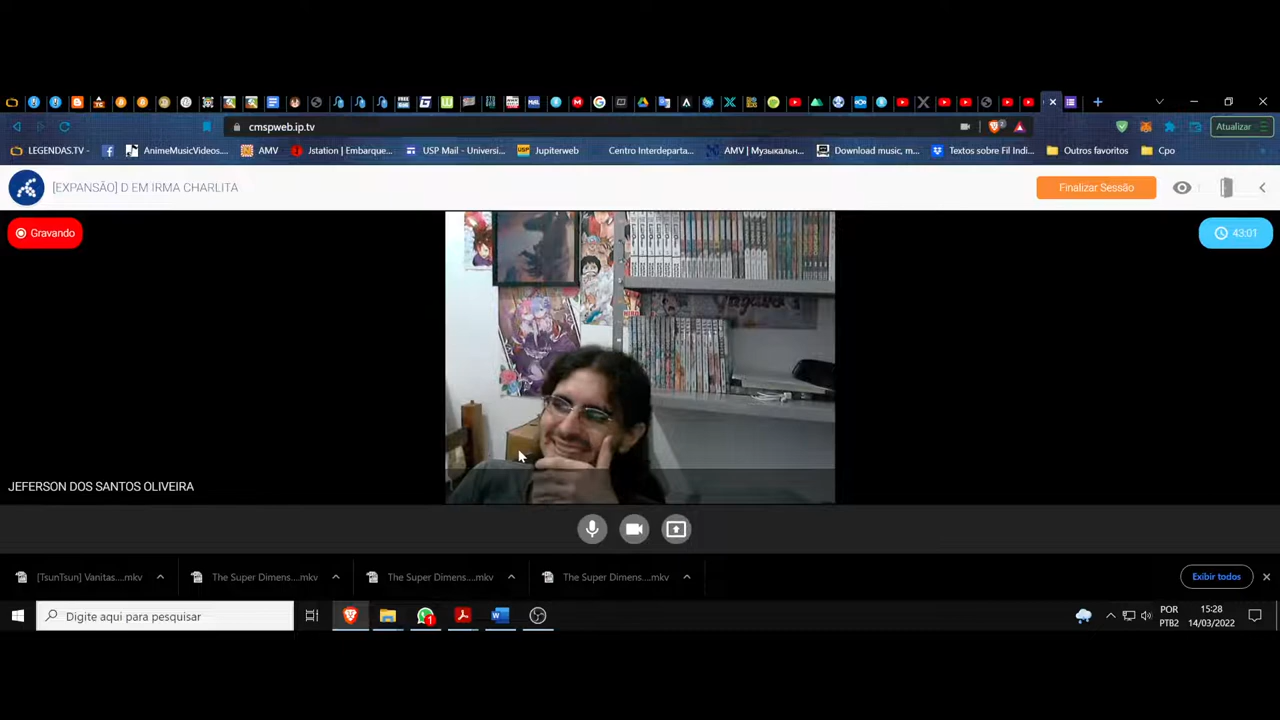 cmspweb.ip.tv
Atualizar
LEGENDAS.TV -
AnimeMusicVideos...
AMV
Jstation | Embarque...
USP Mail - Universi...
Jupiterweb
Centro Interdeparta...
AMV | Музыкальн...
Download music, m...
Textos sobre Fil Indi...
Outros favoritos
Cpo
[EXPANSÃO] D EM IRMA CHARLITA
Finalizar Sessão
1
Gravando
43:01
JEFERSON DOS SANTOS OLIVEIRA
[TsunTsun] Vanitas....mkv
The Super Dimens....mkv
The Super Dimens....mkv
The Super Dimens....mkv
Exibir todos
Digite aqui para pesquisar
1
POR
PTB2
15:28
14/03/2022